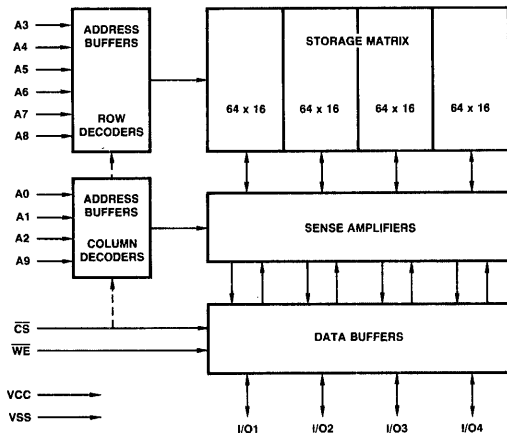 A3
A4
A5
A6
A7
A8
ADDRESS
BUFFERS
ROW
DECODERS
STORAGE MATRIX
64 x 16
64 x 16
64 x 16
64 x 16
A0
A1
A2
A9
ADDRESS
BUFFERS
COLUMN
DECODERS
SENSE AMPLIFIERS
C̅S̅
W̅E̅
DATA BUFFERS
VCC
VSS
I/O1
I/O2
I/O3
I/O4